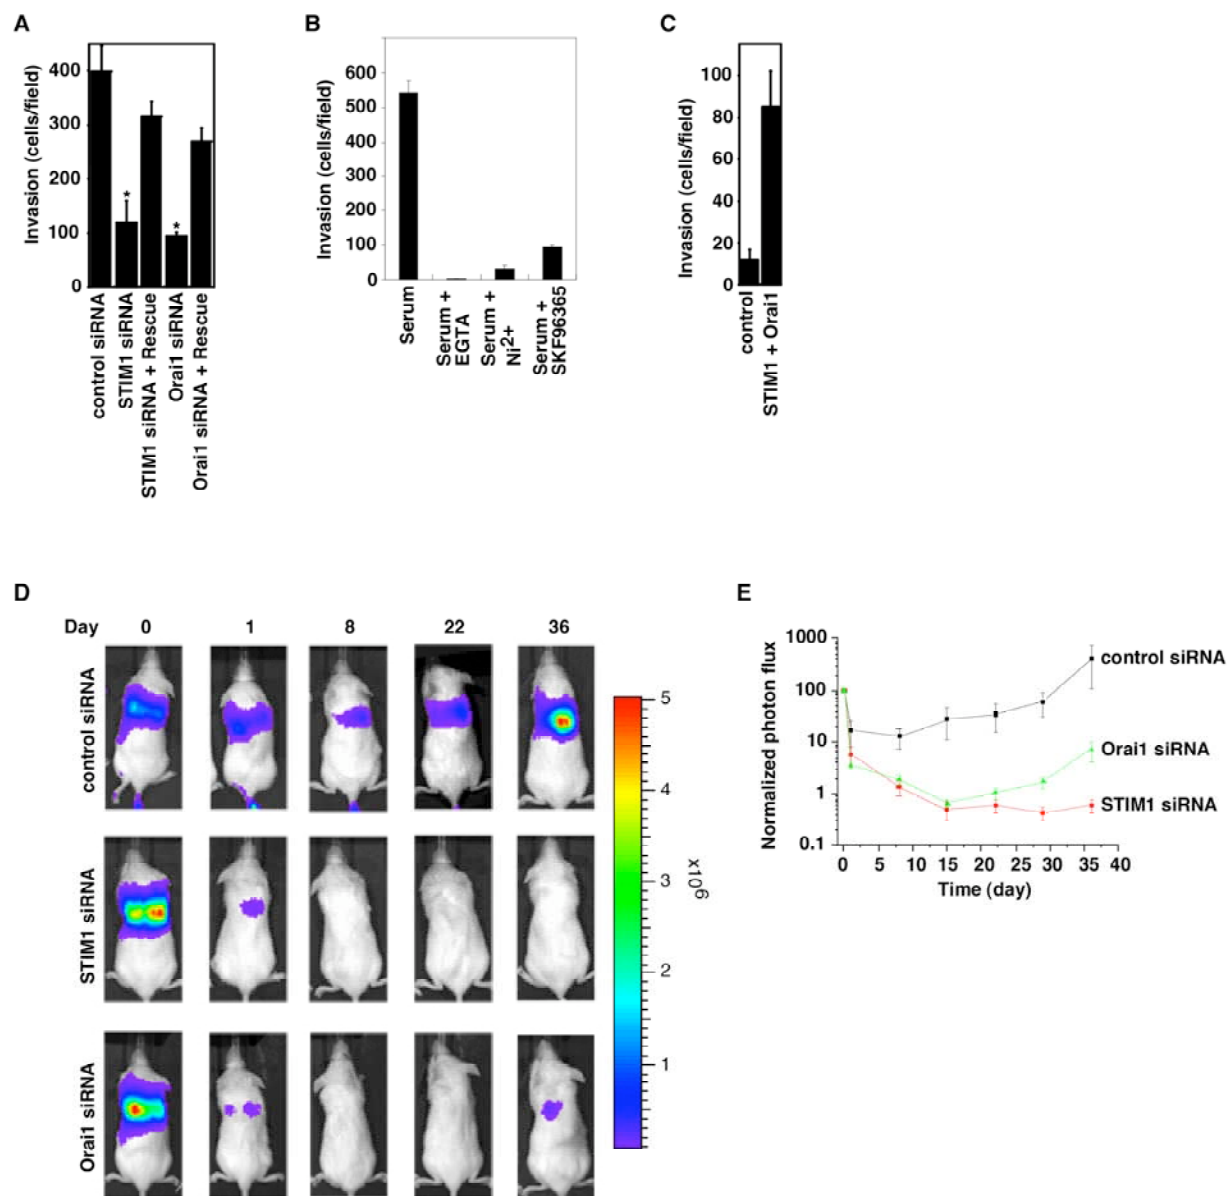 A
Invasion (cells/field)
400
300
200
100
0
control siRNA
STIM1 siRNA
STIM1 siRNA + Rescue
Orai1 siRNA
Orai1 siRNA + Rescue
*
*
B
Invasion (cells/field)
600
500
400
300
200
100
0
Serum
Serum +
EGTA
Serum +
Ni2+
Serum +
SKF96365
C
Invasion (cells/field)
100
80
60
40
20
0
control
STIM1 + Orai1
D
Day 0 1 8 22 36
control siRNA
STIM1 siRNA
Orai1 siRNA
5
4
3
2
1
x106
E
Normalized photon flux
1000
100
10
1
0.1
control siRNA
Orai1 siRNA
STIM1 siRNA
0 5 10 15 20 25 30 35 40
Time (day)